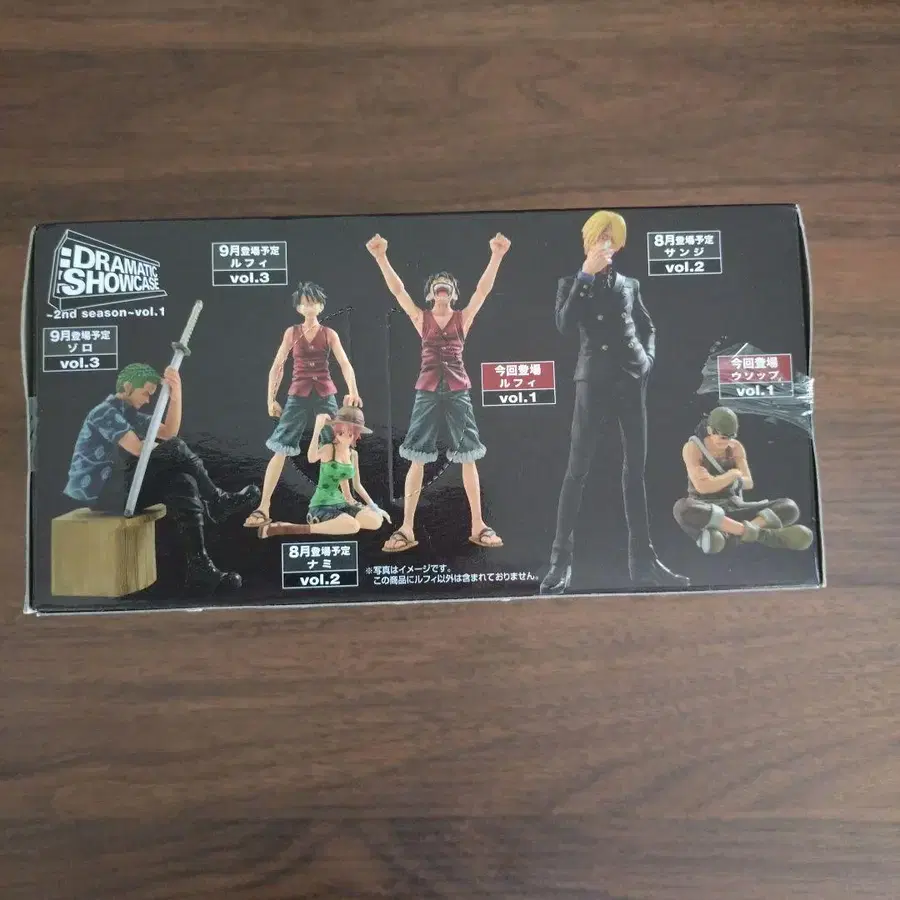 DRAMATIC
SHOWCASE
~2nd season~vol.1
9月登場予定
ゾロ
vol.3
9月登場予定
ルフィ
vol.3
8月登場予定
ナミ
vol.2
今回登場
ルフィ
vol.1
8月登場予定
サンジ
vol.2
今回登場
ウソップ
vol.1
※写真はイメージです。
この商品にルフィ以外は含まれておりません。